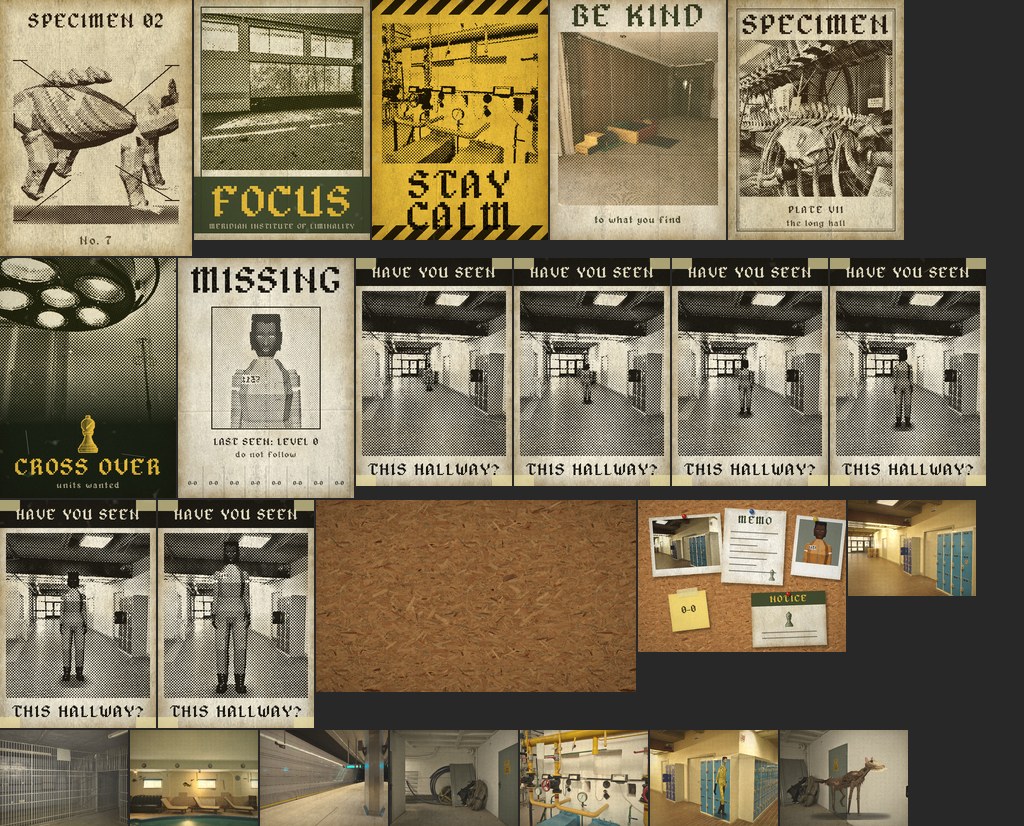 SPECIMEN 02
No. 7
FOCUS
MERIDIAN INSTITUTE OF LIMINALITY
STAY
CALM
BE KIND
to what you find
SPECIMEN
PLATE VII
the long hall
CROSS OVER
units wanted
MISSING
1237
LAST SEEN: LEVEL 0
do not follow
HAVE YOU SEEN
THIS HALLWAY?
HAVE YOU SEEN
THIS HALLWAY?
HAVE YOU SEEN
THIS HALLWAY?
HAVE YOU SEEN
THIS HALLWAY?
HAVE YOU SEEN
THIS HALLWAY?
HAVE YOU SEEN
THIS HALLWAY?
MEMO
0-0
NOTICE